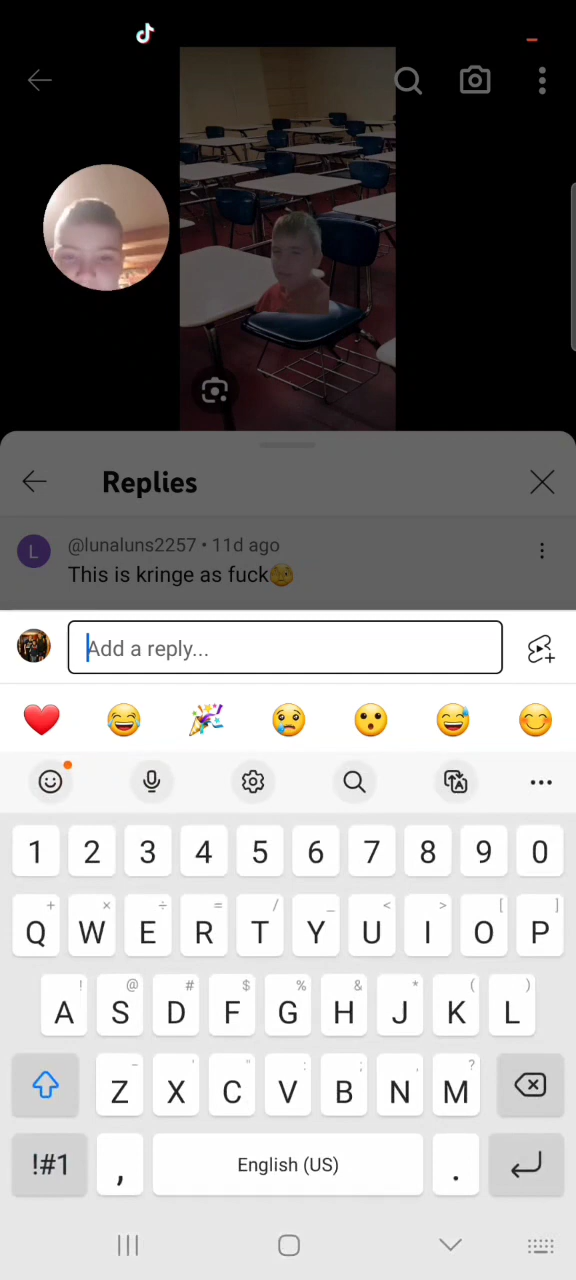 Replies
L
@lunaluns2257 • 11d ago
This is kringe as fuck🫣
Add a reply...
❤️ 😂 🎉 😢 😮 😅 😊
1 2 3 4 5 6 7 8 9 0
+ × ÷ = / _ < > [ ]
Q W E R T Y U I O P
! @ # $ % & * ( )
A S D F G H J K L
- ' " : ; , ?
Z X C V B N M
!#1 , English (US) .